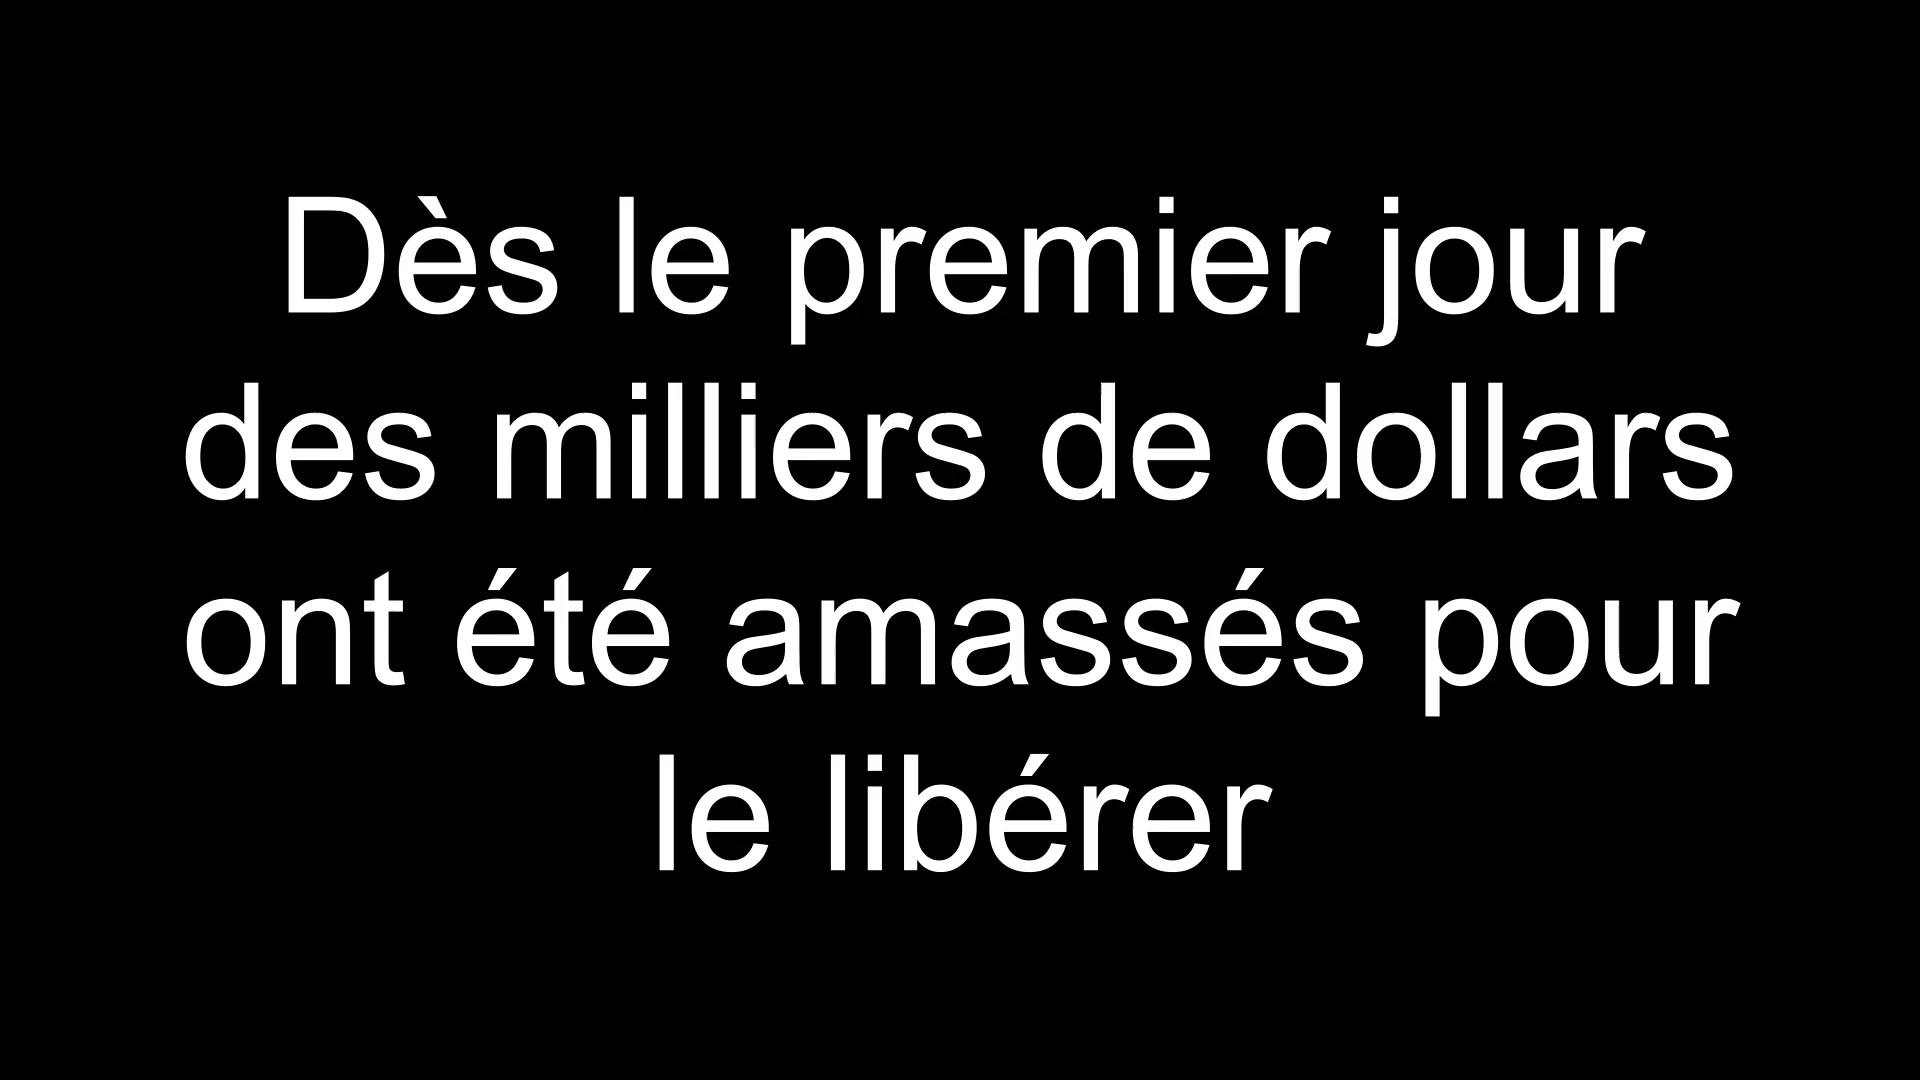 Dès le premier jour
des milliers de dollars
ont été amassés pour
le libérer